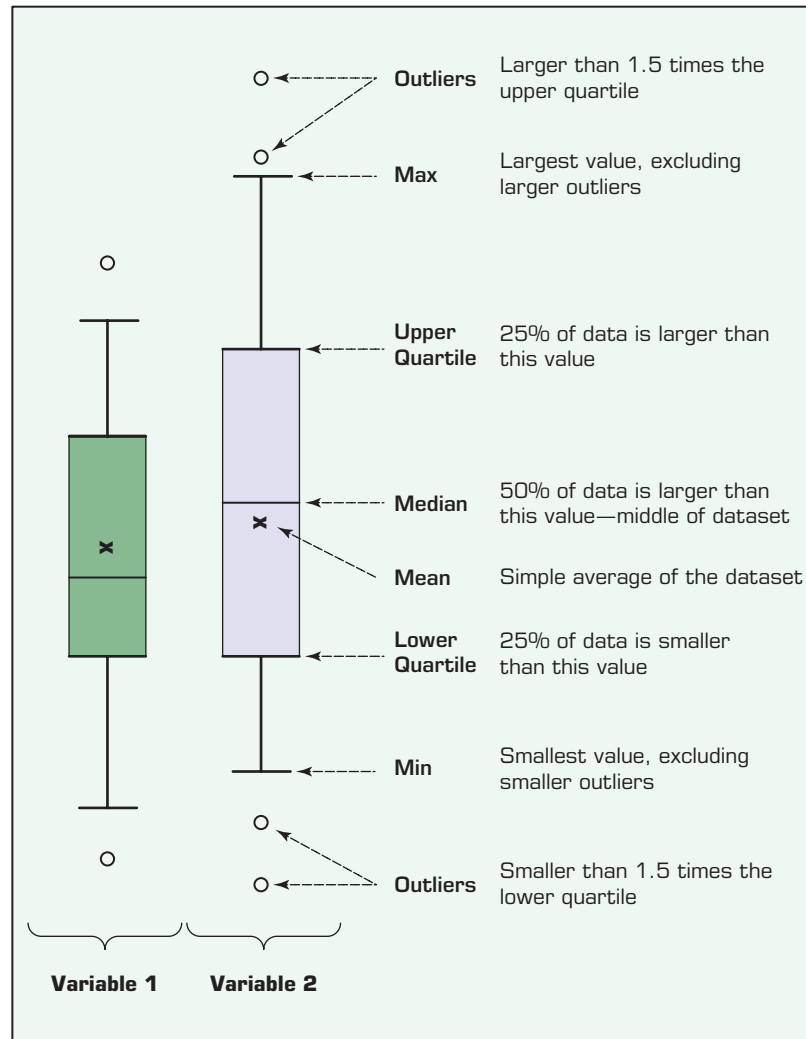 Outliers
Larger than 1.5 times the
upper quartile
Max
Largest value, excluding
larger outliers
Upper
Quartile
25% of data is larger than
this value
Median
50% of data is larger than
this value—middle of dataset
Mean
Simple average of the dataset
Lower
Quartile
25% of data is smaller
than this value
Min
Smallest value, excluding
smaller outliers
Outliers
Smaller than 1.5 times the
lower quartile
Variable 1
Variable 2